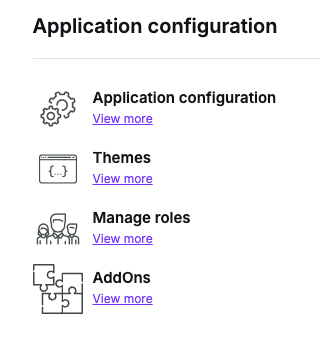 Application configuration
Application configuration
View more
{...}
Themes
View more
Manage roles
View more
AddOns
View more